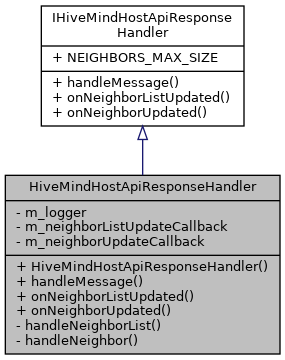 IHiveMindHostApiResponse
Handler
+ NEIGHBORS_MAX_SIZE
+ handleMessage()
+ onNeighborListUpdated()
+ onNeighborUpdated()
HiveMindHostApiResponseHandler
- m_logger
- m_neighborListUpdateCallback
- m_neighborUpdateCallback
+ HiveMindHostApiResponseHandler()
+ handleMessage()
+ onNeighborListUpdated()
+ onNeighborUpdated()
- handleNeighborList()
- handleNeighbor()